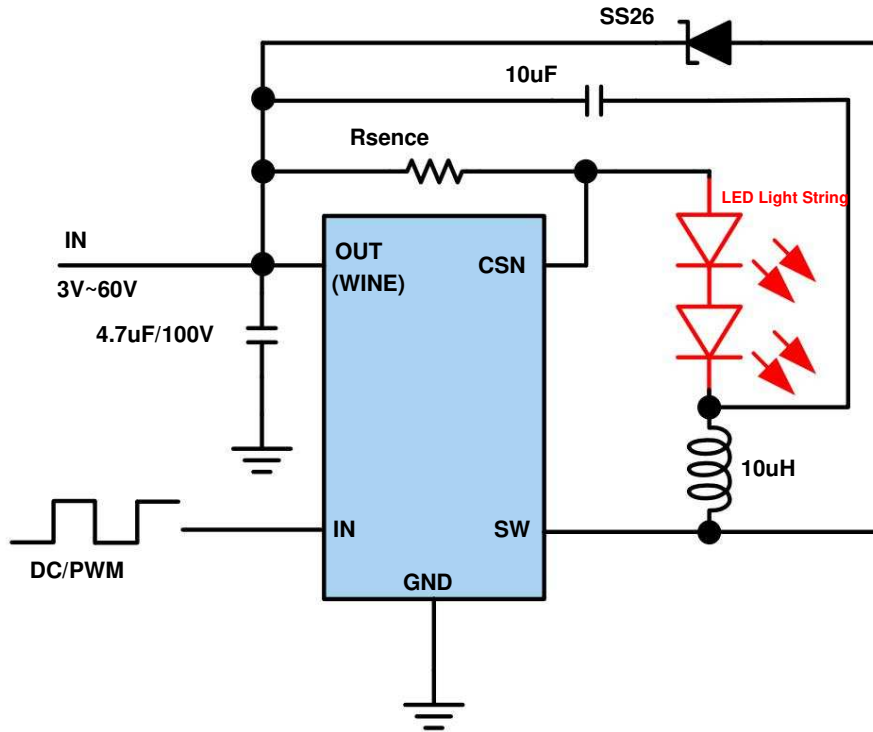 SS26
10uF
Rsence
LED Light String
IN
OUT
CSN
3V~60V
(WINE)
4.7uF/100V
10uH
IN
SW
DC/PWM
GND